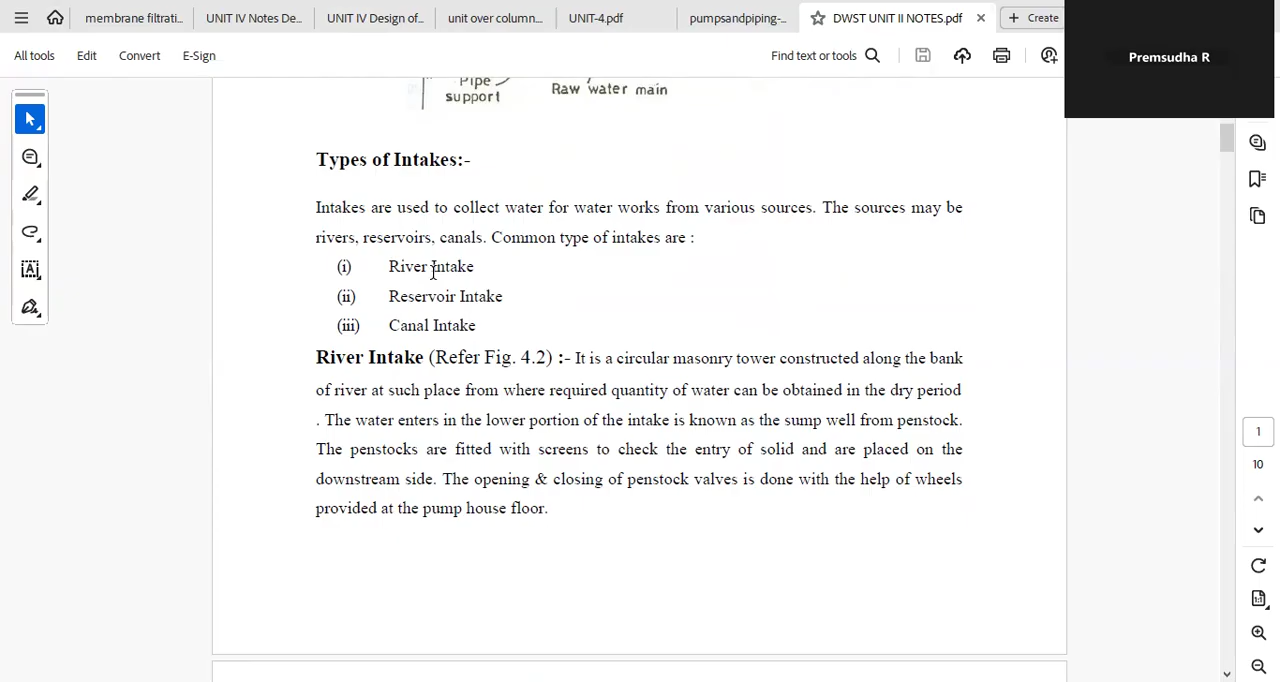 membrane filtrati...
UNIT IV Notes De...
UNIT IV Design of...
unit over column...
UNIT-4.pdf
pumpsandpiping-...
DWST UNIT II NOTES.pdf
Create
All tools
Edit
Convert
E-Sign
Find text or tools
Premsudha R
Pipe
support
Raw water main
Types of Intakes:-
Intakes are used to collect water for water works from various sources. The sources may be
rivers, reservoirs, canals. Common type of intakes are :
(i) River Intake
(ii) Reservoir Intake
(iii) Canal Intake
River Intake (Refer Fig. 4.2) :- It is a circular masonry tower constructed along the bank
of river at such place from where required quantity of water can be obtained in the dry period
. The water enters in the lower portion of the intake is known as the sump well from penstock.
The penstocks are fitted with screens to check the entry of solid and are placed on the
downstream side. The opening & closing of penstock valves is done with the help of wheels
provided at the pump house floor.
1
10